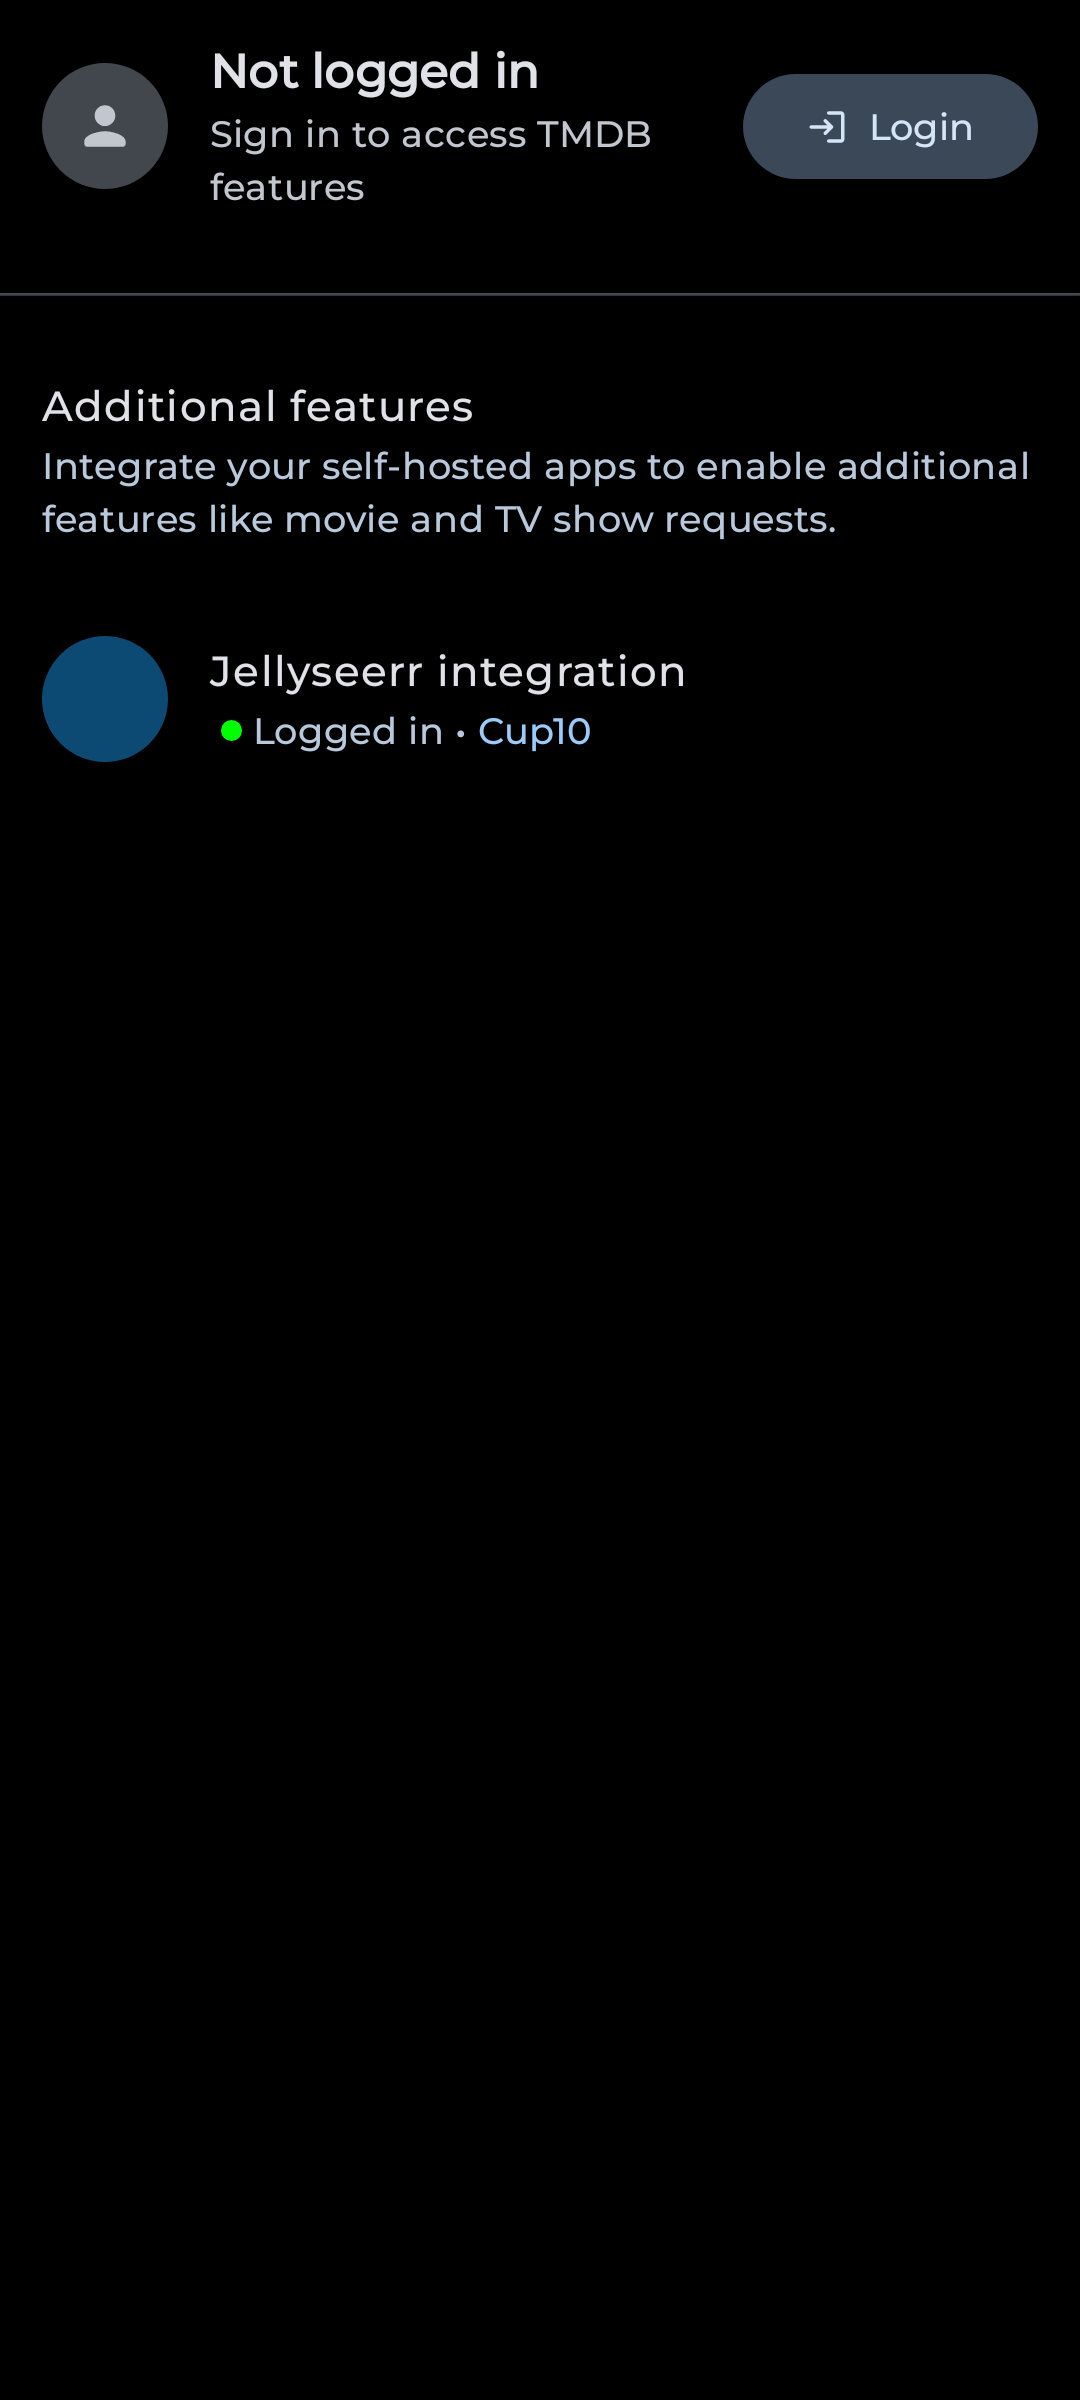 Not logged in
Sign in to access TMDB
features
Login
Additional features
Integrate your self-hosted apps to enable additional
features like movie and TV show requests.
Jellyseerr integration
Logged in • Cup10